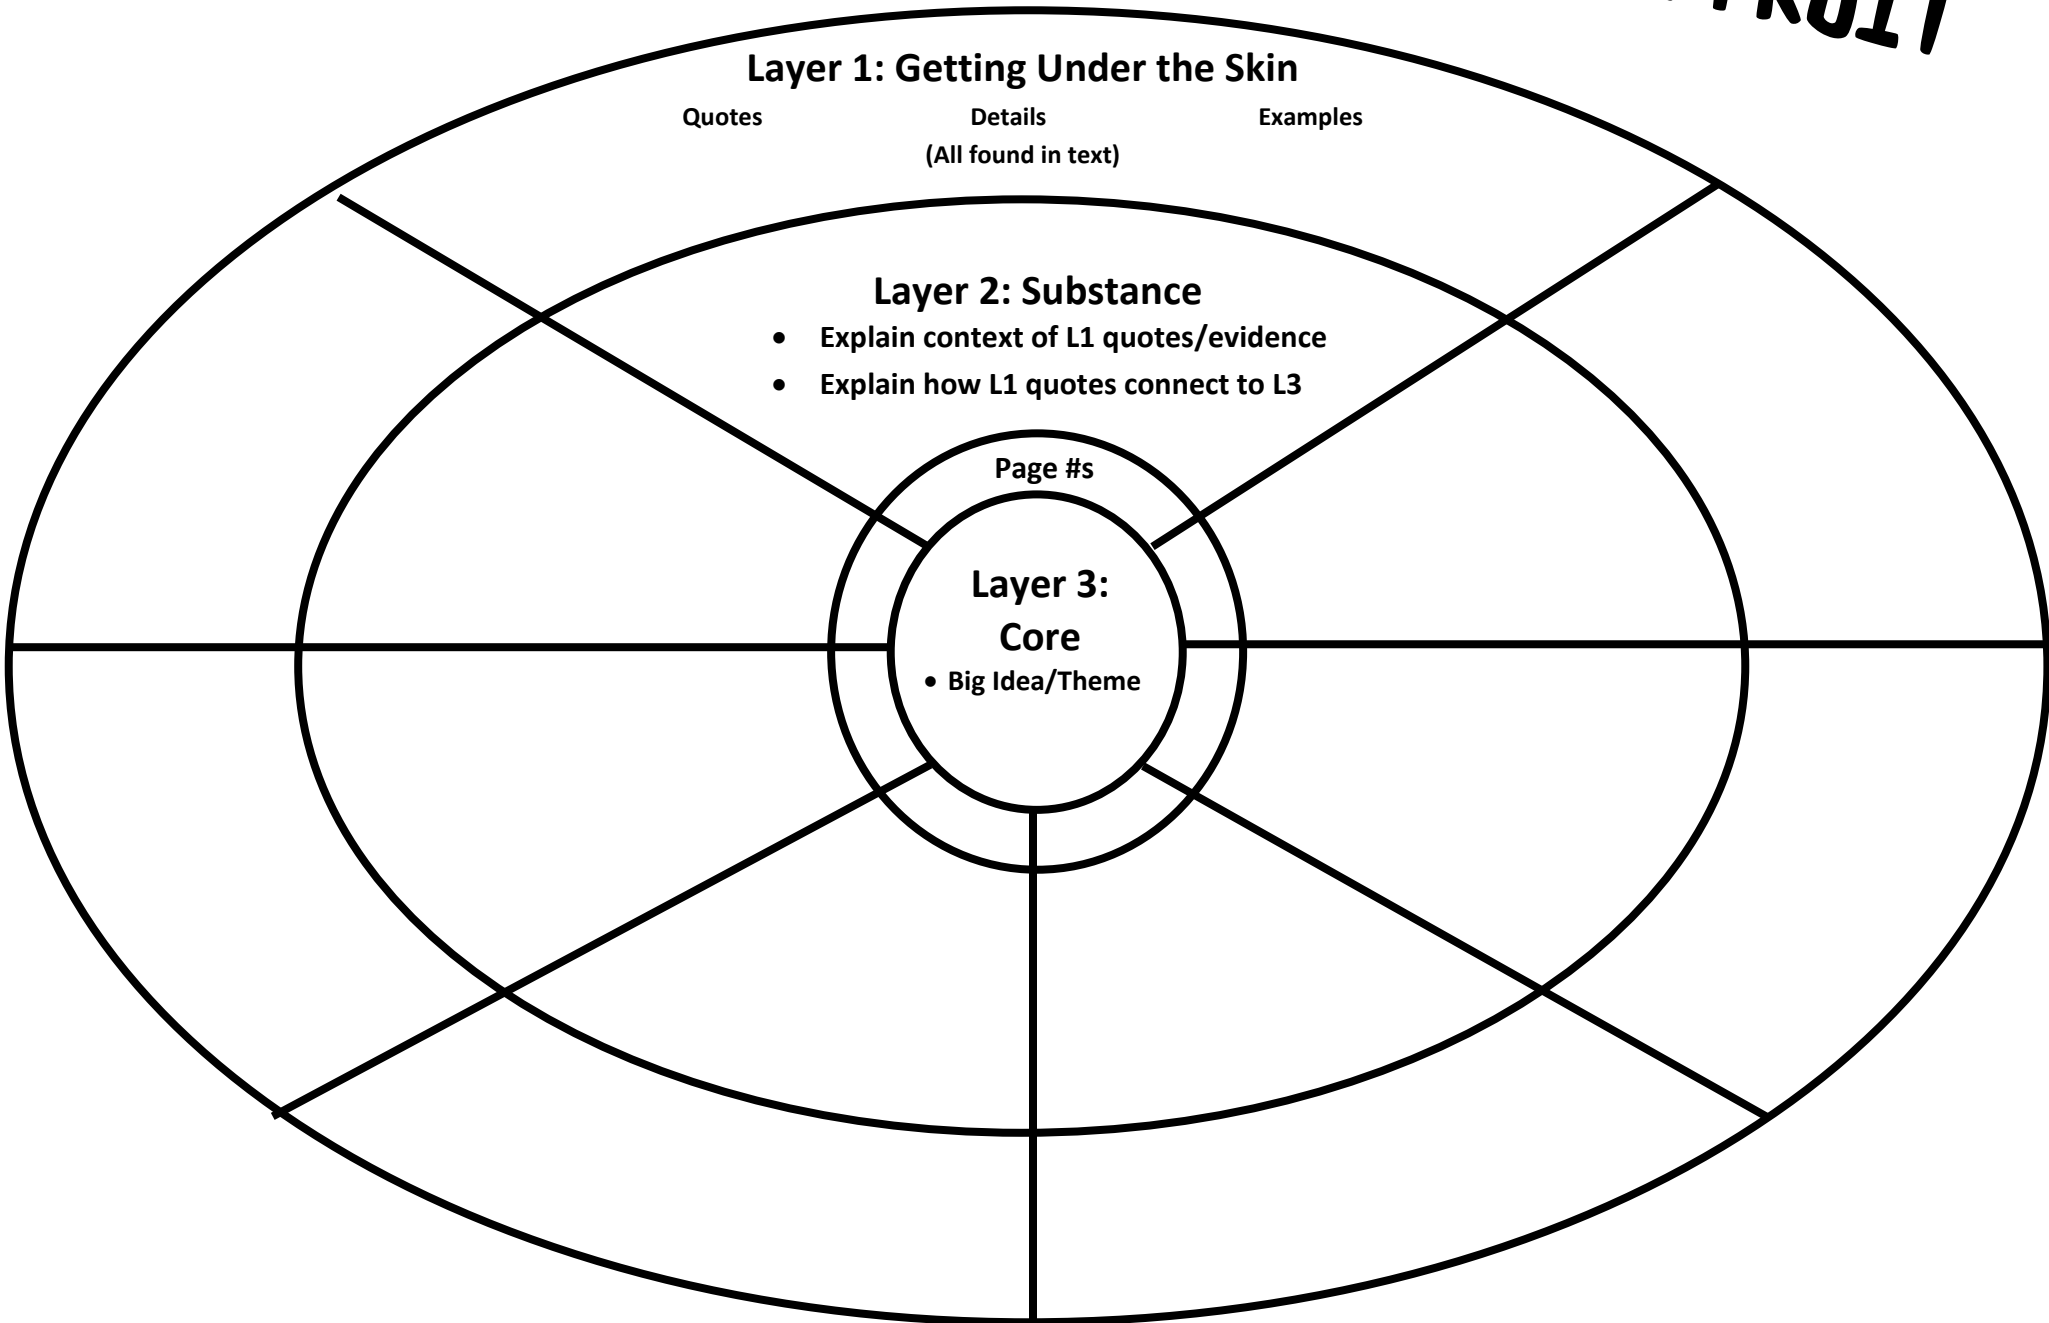 FRUIT
Layer 1: Getting Under the Skin
Quotes Details Examples
(All found in text)
Layer 2: Substance
• Explain context of L1 quotes/evidence
• Explain how L1 quotes connect to L3
Page #s
Layer 3:
Core
• Big Idea/Theme